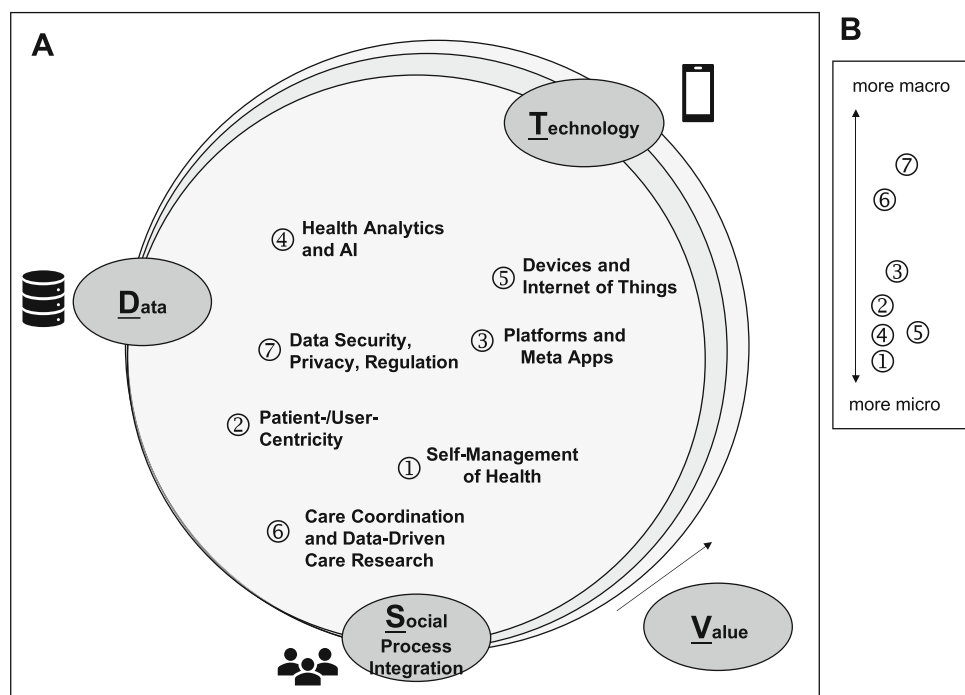 A
Technology
④ Health Analytics
and AI
⑤ Devices and
Internet of Things
Data
③ Platforms and
Meta Apps
⑦ Data Security,
Privacy, Regulation
② Patient-/User-
Centricity
① Self-Management
of Health
⑥ Care Coordination
and Data-Driven
Care Research
Social
Process
Integration
Value
B
more macro
⑦
⑥
③
②
④ ⑤
①
more micro